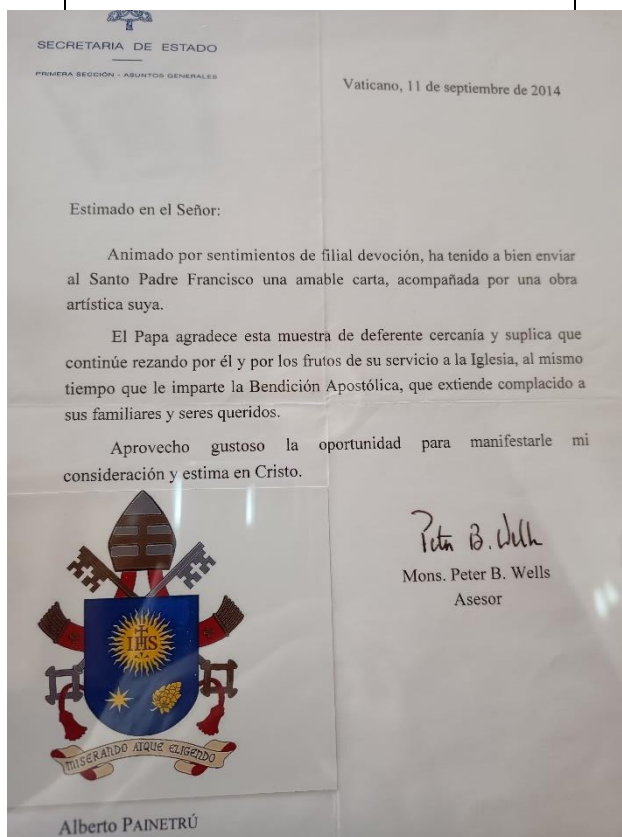 SECRETARIA DE ESTADO
PRIMERA SECCIÓN - ASUNTOS GENERALES
Vaticano, 11 de septiembre de 2014
Estimado en el Señor:
Animado por sentimientos de filial devoción, ha tenido a bien enviar
al Santo Padre Francisco una amable carta, acompañada por una obra
artística suya.
El Papa agradece esta muestra de deferente cercanía y suplica que
continúe rezando por él y por los frutos de su servicio a la Iglesia, al mismo
tiempo que le imparte la Bendición Apostólica, que extiende complacido a
sus familiares y seres queridos.
Aprovecho gustoso la oportunidad para manifestarle mi
consideración y estima en Cristo.
Peter B. Wells
Mons. Peter B. Wells
Asesor
IHS
MISERANDO ATQUE ELIGENDO
Alberto PAINETRÚ